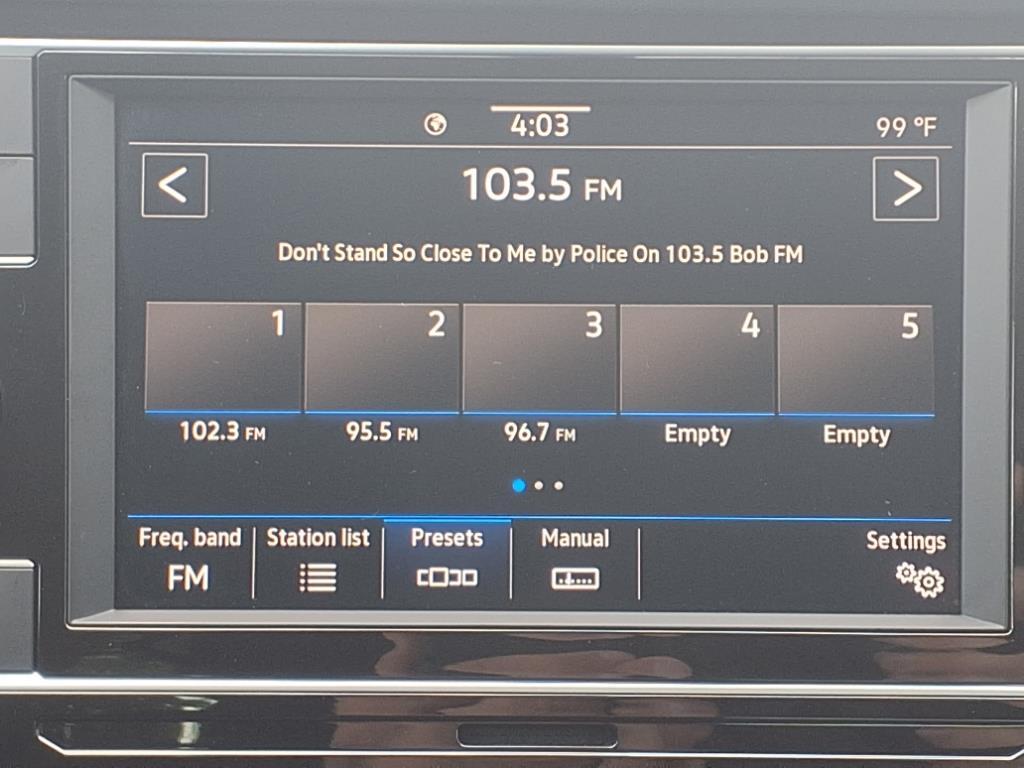 4:03
99 °F
<
103.5 FM
>
Don't Stand So Close To Me by Police On 103.5 Bob FM
1 2 3 4 5
102.3 FM 95.5 FM 96.7 FM Empty Empty
Freq. band Station list Presets Manual Settings
FM